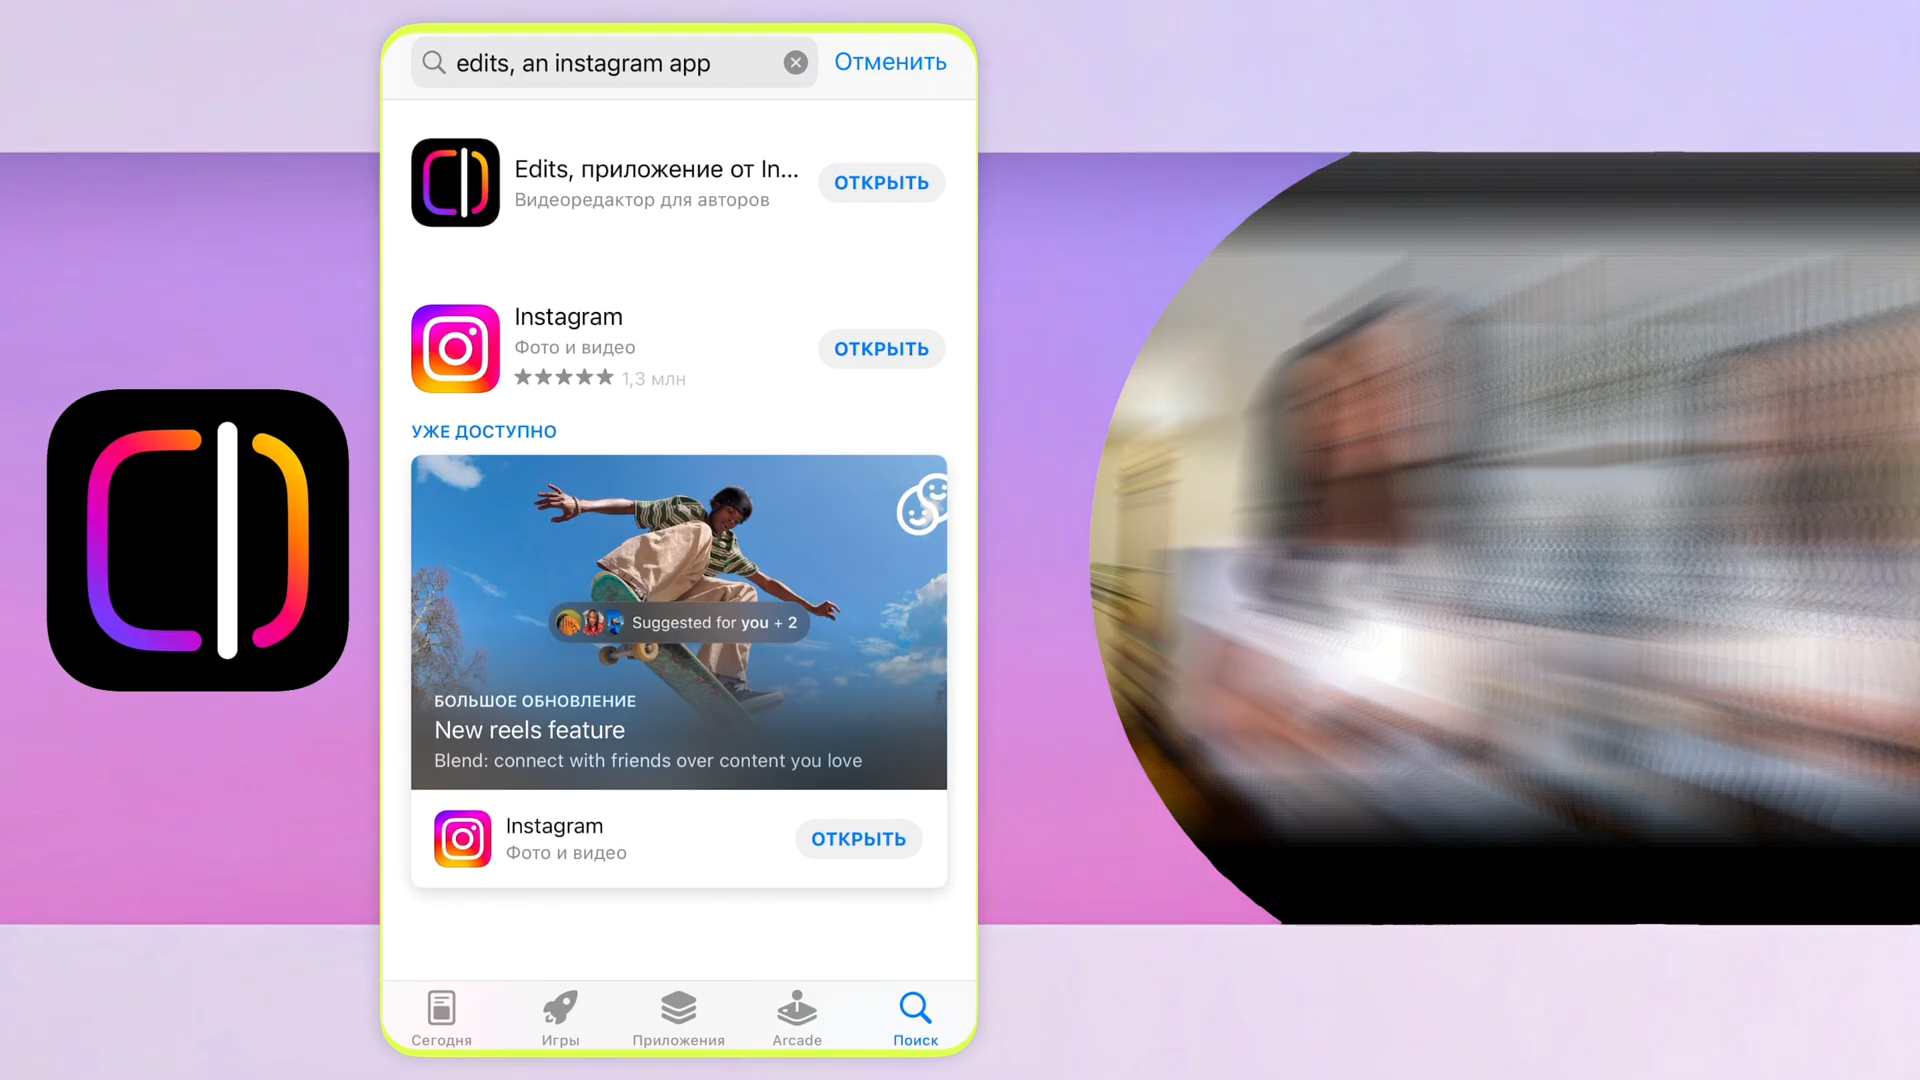 edits, an instagram app
Отменить
Edits, приложение от In...
Видеоредактор для авторов
ОТКРЫТЬ
Instagram
Фото и видео
1,3 млн
ОТКРЫТЬ
УЖЕ ДОСТУПНО
Suggested for you + 2
БОЛЬШОЕ ОБНОВЛЕНИЕ
New reels feature
Blend: connect with friends over content you love
Instagram
Фото и видео
ОТКРЫТЬ
Сегодня
Игры
Приложения
Arcade
Поиск